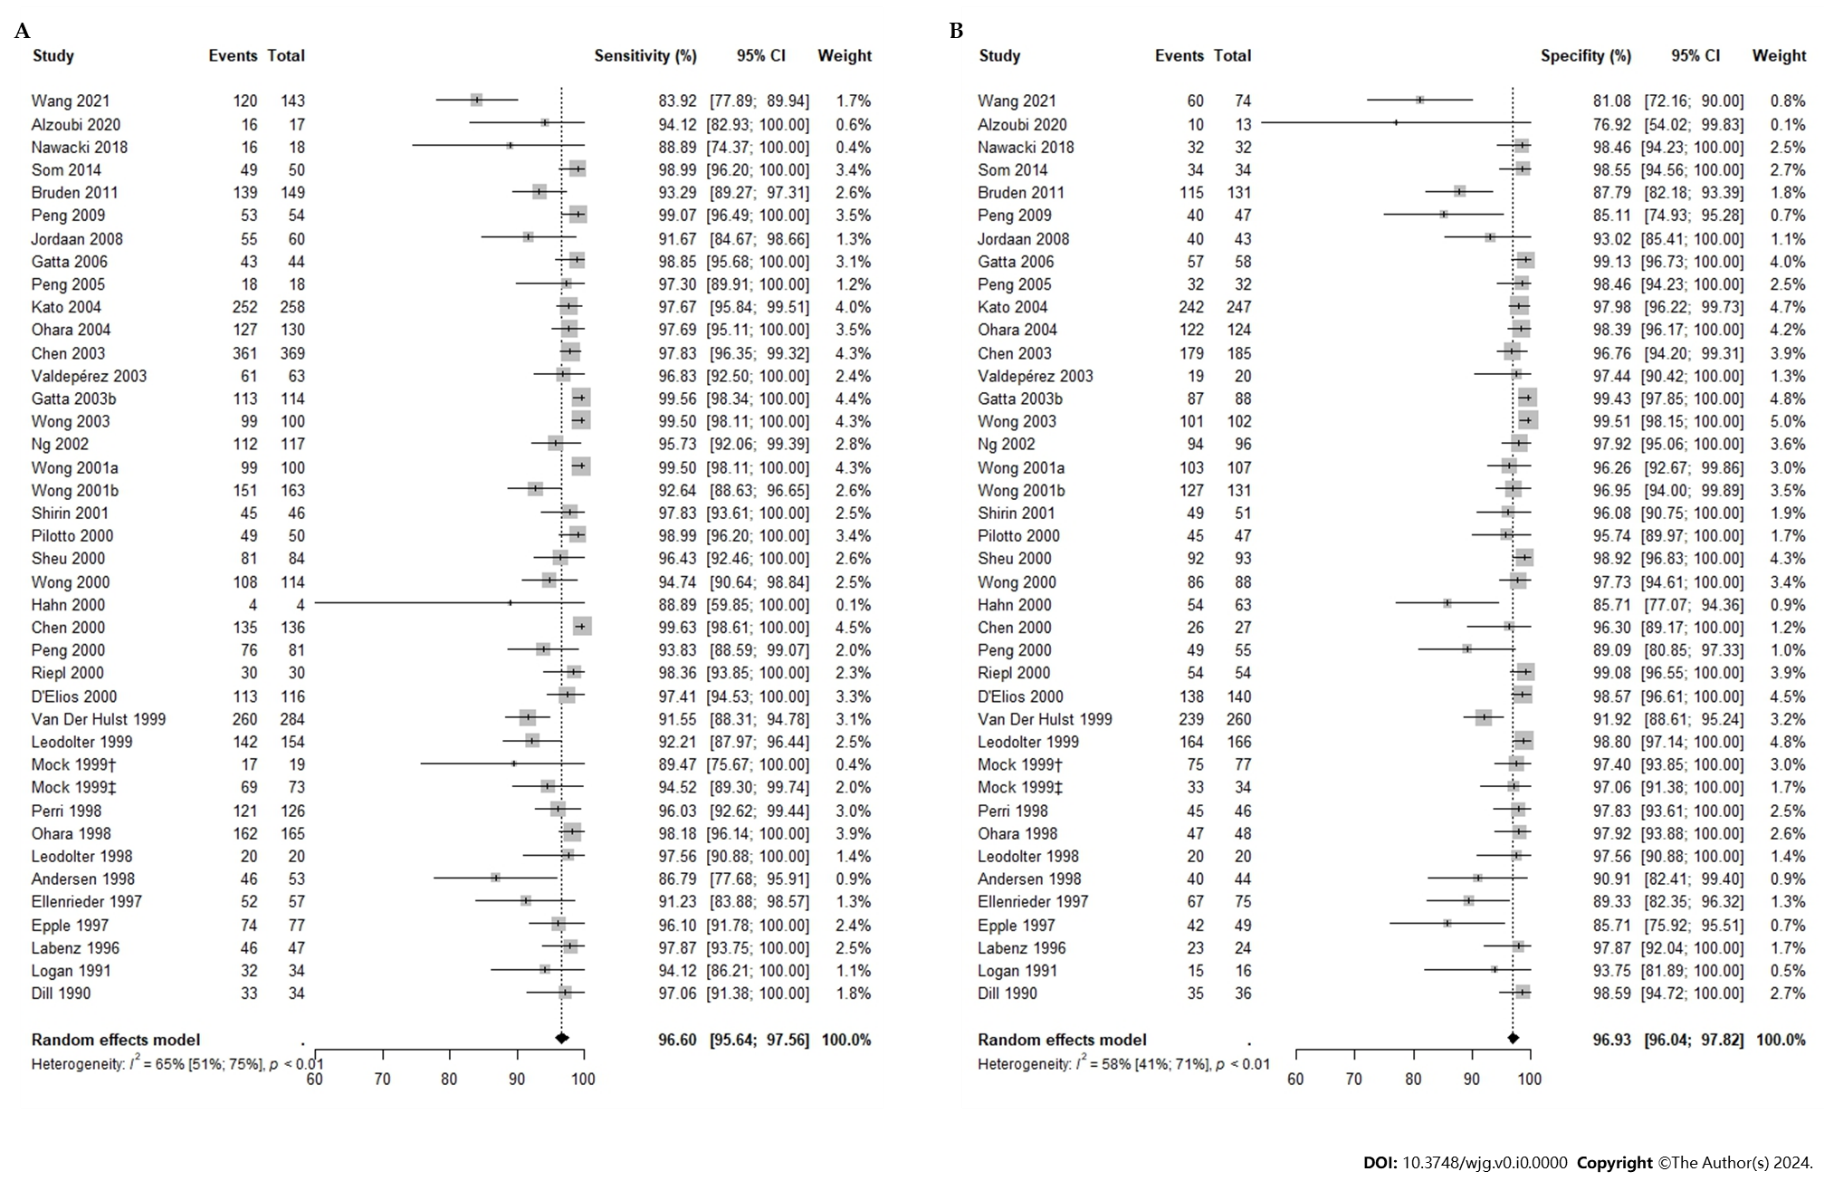 A
Study Events Total Sensitivity (%) 95% CI Weight
Wang 2021 120 143 83.92 [77.89; 89.94] 1.7%
Alzoubi 2020 16 17 94.12 [82.93; 100.00] 0.6%
Nawacki 2018 16 18 88.89 [74.37; 100.00] 0.4%
Som 2014 49 50 98.99 [96.20; 100.00] 3.4%
Bruden 2011 139 149 93.29 [89.27; 97.31] 2.6%
Peng 2009 53 54 99.07 [96.49; 100.00] 3.5%
Jordaan 2008 55 60 91.67 [84.67; 98.66] 1.3%
Gatta 2006 43 44 98.85 [95.68; 100.00] 3.1%
Peng 2005 18 18 97.30 [89.91; 100.00] 1.2%
Kato 2004 252 258 97.67 [95.84; 99.51] 4.0%
Ohara 2004 127 130 97.69 [95.11; 100.00] 3.5%
Chen 2003 361 369 97.83 [96.35; 99.32] 4.3%
Valdepérez 2003 61 63 96.83 [92.50; 100.00] 2.4%
Gatta 2003b 113 114 99.56 [98.34; 100.00] 4.4%
Wong 2003 99 100 99.50 [98.11; 100.00] 4.3%
Ng 2002 112 117 95.73 [92.06; 99.39] 2.8%
Wong 2001a 99 100 99.50 [98.11; 100.00] 4.3%
Wong 2001b 151 163 92.64 [88.63; 96.65] 2.6%
Shirin 2001 45 46 97.83 [93.61; 100.00] 2.5%
Pilotto 2000 49 50 98.99 [96.20; 100.00] 3.4%
Sheu 2000 81 84 96.43 [92.46; 100.00] 2.6%
Wong 2000 108 114 94.74 [90.64; 98.84] 2.5%
Hahn 2000 4 4 88.89 [59.85; 100.00] 0.1%
Chen 2000 135 136 99.63 [98.61; 100.00] 4.5%
Peng 2000 76 81 93.83 [88.59; 99.07] 2.0%
Riepl 2000 30 30 98.36 [93.85; 100.00] 2.3%
D'Elios 2000 113 116 97.41 [94.53; 100.00] 3.3%
Van Der Hulst 1999 260 284 91.55 [88.31; 94.78] 3.1%
Leodolter 1999 142 154 92.21 [87.97; 96.44] 2.5%
Mock 1999† 17 19 89.47 [75.67; 100.00] 0.4%
Mock 1999‡ 69 73 94.52 [89.30; 99.74] 2.0%
Perri 1998 121 126 96.03 [92.62; 99.44] 3.0%
Ohara 1998 162 165 98.18 [96.14; 100.00] 3.9%
Leodolter 1998 20 20 97.56 [90.88; 100.00] 1.4%
Andersen 1998 46 53 86.79 [77.68; 95.91] 0.9%
Ellenrieder 1997 52 57 91.23 [83.88; 98.57] 1.3%
Epple 1997 74 77 96.10 [91.78; 100.00] 2.4%
Labenz 1996 46 47 97.87 [93.75; 100.00] 2.5%
Logan 1991 32 34 94.12 [86.21; 100.00] 1.1%
Dill 1990 33 34 97.06 [91.38; 100.00] 1.8%
Random effects model . 96.60 [95.64; 97.56] 100.0%
Heterogeneity: I² = 65% [51%; 75%], p < 0.01
60 70 80 90 100
B
Study Events Total Specifity (%) 95% CI Weight
Wang 2021 60 74 81.08 [72.16; 90.00] 0.8%
Alzoubi 2020 10 13 76.92 [54.02; 99.83] 0.1%
Nawacki 2018 32 32 98.46 [94.23; 100.00] 2.5%
Som 2014 34 34 98.55 [94.56; 100.00] 2.7%
Bruden 2011 115 131 87.79 [82.18; 93.39] 1.8%
Peng 2009 40 47 85.11 [74.93; 95.28] 0.7%
Jordaan 2008 40 43 93.02 [85.41; 100.00] 1.1%
Gatta 2006 57 58 99.13 [96.73; 100.00] 4.0%
Peng 2005 32 32 98.46 [94.23; 100.00] 2.5%
Kato 2004 242 247 97.98 [96.22; 99.73] 4.7%
Ohara 2004 122 124 98.39 [96.17; 100.00] 4.2%
Chen 2003 179 185 96.76 [94.20; 99.31] 3.9%
Valdepérez 2003 19 20 97.44 [90.42; 100.00] 1.3%
Gatta 2003b 87 88 99.43 [97.85; 100.00] 4.8%
Wong 2003 101 102 99.51 [98.15; 100.00] 5.0%
Ng 2002 94 96 97.92 [95.06; 100.00] 3.6%
Wong 2001a 103 107 96.26 [92.67; 99.86] 3.0%
Wong 2001b 127 131 96.95 [94.00; 99.89] 3.5%
Shirin 2001 49 51 96.08 [90.75; 100.00] 1.9%
Pilotto 2000 45 47 95.74 [89.97; 100.00] 1.7%
Sheu 2000 92 93 98.92 [96.83; 100.00] 4.3%
Wong 2000 86 88 97.73 [94.61; 100.00] 3.4%
Hahn 2000 54 63 85.71 [77.07; 94.36] 0.9%
Chen 2000 26 27 96.30 [89.17; 100.00] 1.2%
Peng 2000 49 55 89.09 [80.85; 97.33] 1.0%
Riepl 2000 54 54 99.08 [96.55; 100.00] 3.9%
D'Elios 2000 138 140 98.57 [96.61; 100.00] 4.5%
Van Der Hulst 1999 239 260 91.92 [88.61; 95.24] 3.2%
Leodolter 1999 164 166 98.80 [97.14; 100.00] 4.8%
Mock 1999† 75 77 97.40 [93.85; 100.00] 3.0%
Mock 1999‡ 33 34 97.06 [91.38; 100.00] 1.7%
Perri 1998 45 46 97.83 [93.61; 100.00] 2.5%
Ohara 1998 47 48 97.92 [93.88; 100.00] 2.6%
Leodolter 1998 20 20 97.56 [90.88; 100.00] 1.4%
Andersen 1998 40 44 90.91 [82.41; 99.40] 0.9%
Ellenrieder 1997 67 75 89.33 [82.35; 96.32] 1.3%
Epple 1997 42 49 85.71 [75.92; 95.51] 0.7%
Labenz 1996 23 24 97.87 [92.04; 100.00] 1.7%
Logan 1991 15 16 93.75 [81.89; 100.00] 0.5%
Dill 1990 35 36 98.59 [94.72; 100.00] 2.7%
Random effects model . 96.93 [96.04; 97.82] 100.0%
Heterogeneity: I² = 58% [41%; 71%], p < 0.01
60 70 80 90 100
DOI: 10.3748/wjg.v0.i0.0000 Copyright ©The Author(s) 2024.